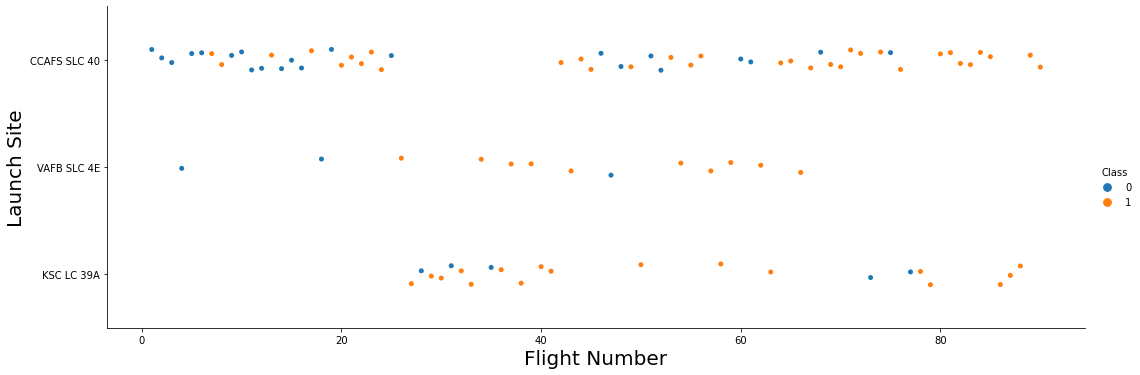 CCAFS SLC 40
VAFB SLC 4E
KSC LC 39A
Launch Site
0
20
40
60
80
Flight Number
Class
0
1